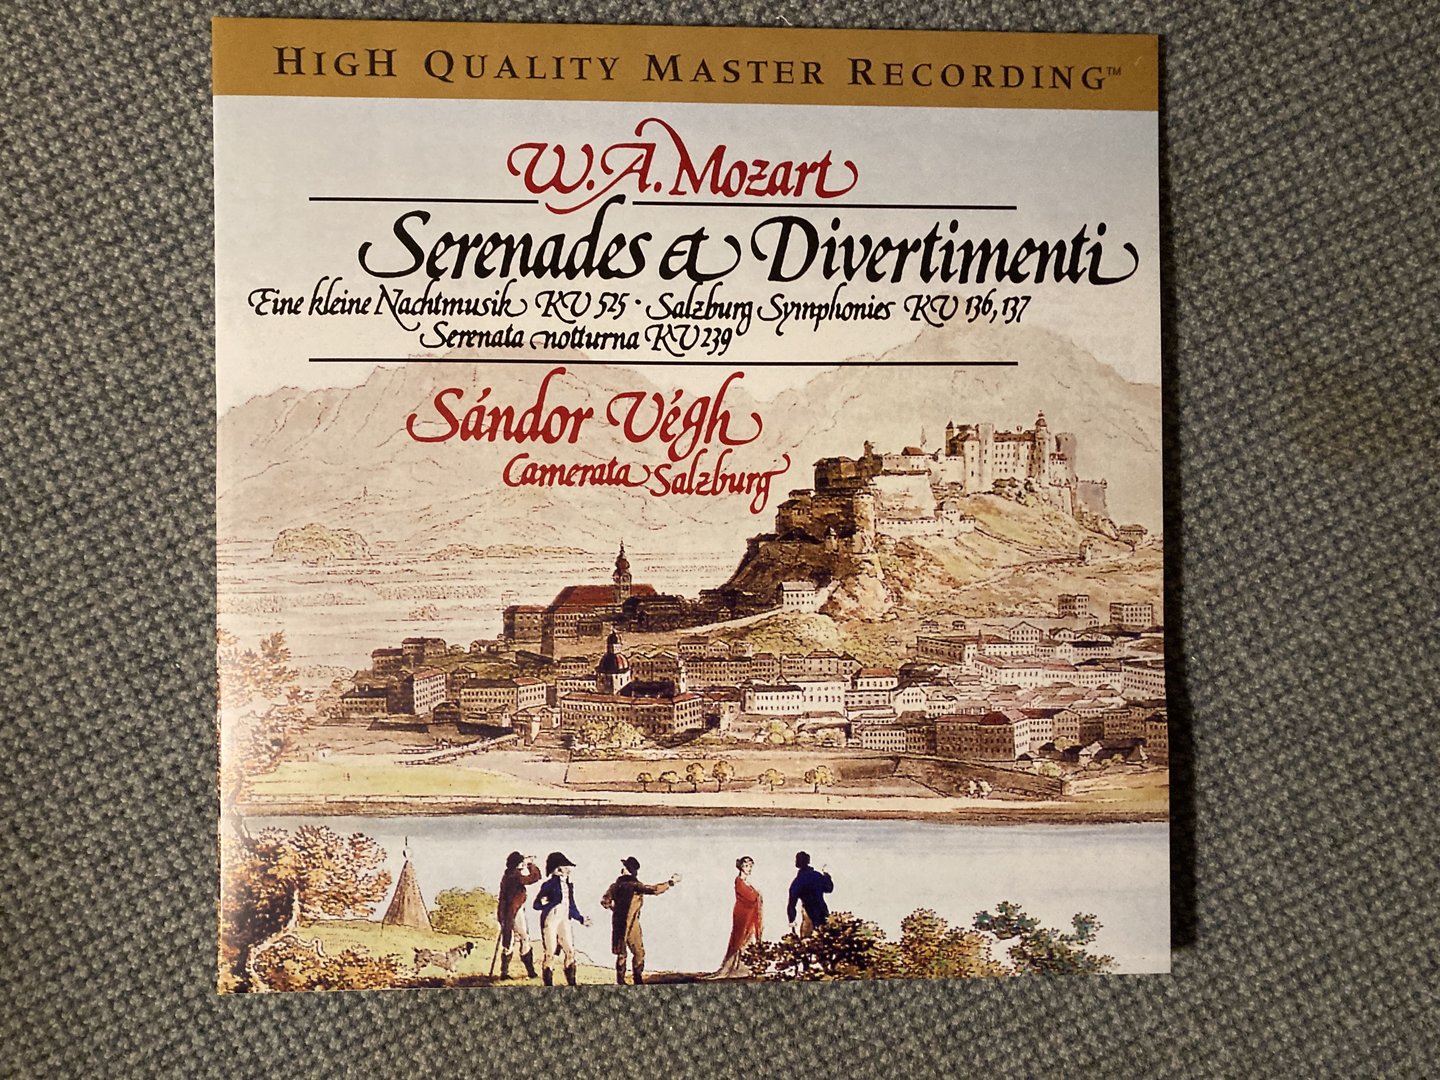 HIGH QUALITY MASTER RECORDING™
W. A. Mozart
Serenades et Divertimenti
Eine kleine Nachtmusik KV 525 · Salzburg Symphonies KV 136, 137
Serenata notturna KV 239
Sándor Végh
Camerata Salzburg